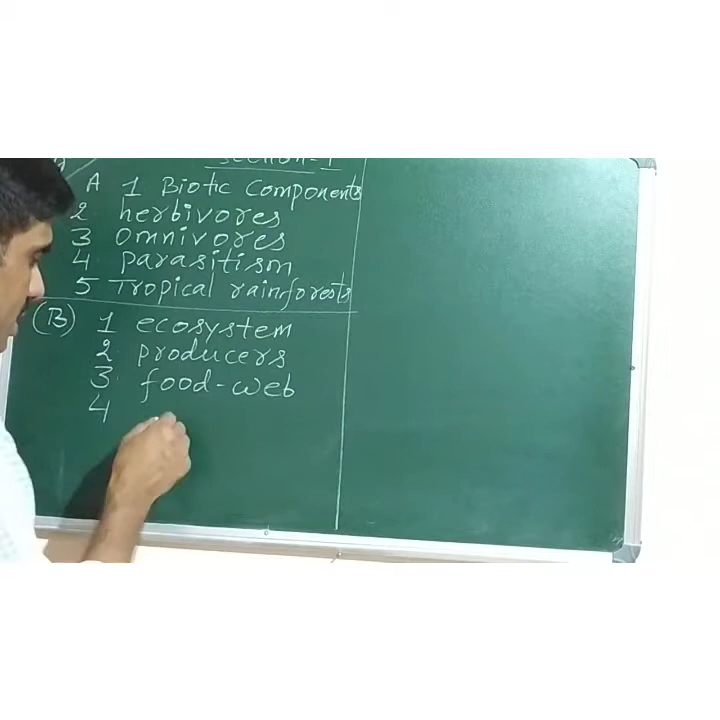 Section-I
A 1 Biotic Components
2 herbivores
3 omnivores
4. parasitism
5 Tropical rainforests
(B) 1 ecosystem
2. producers
3. food-web
4